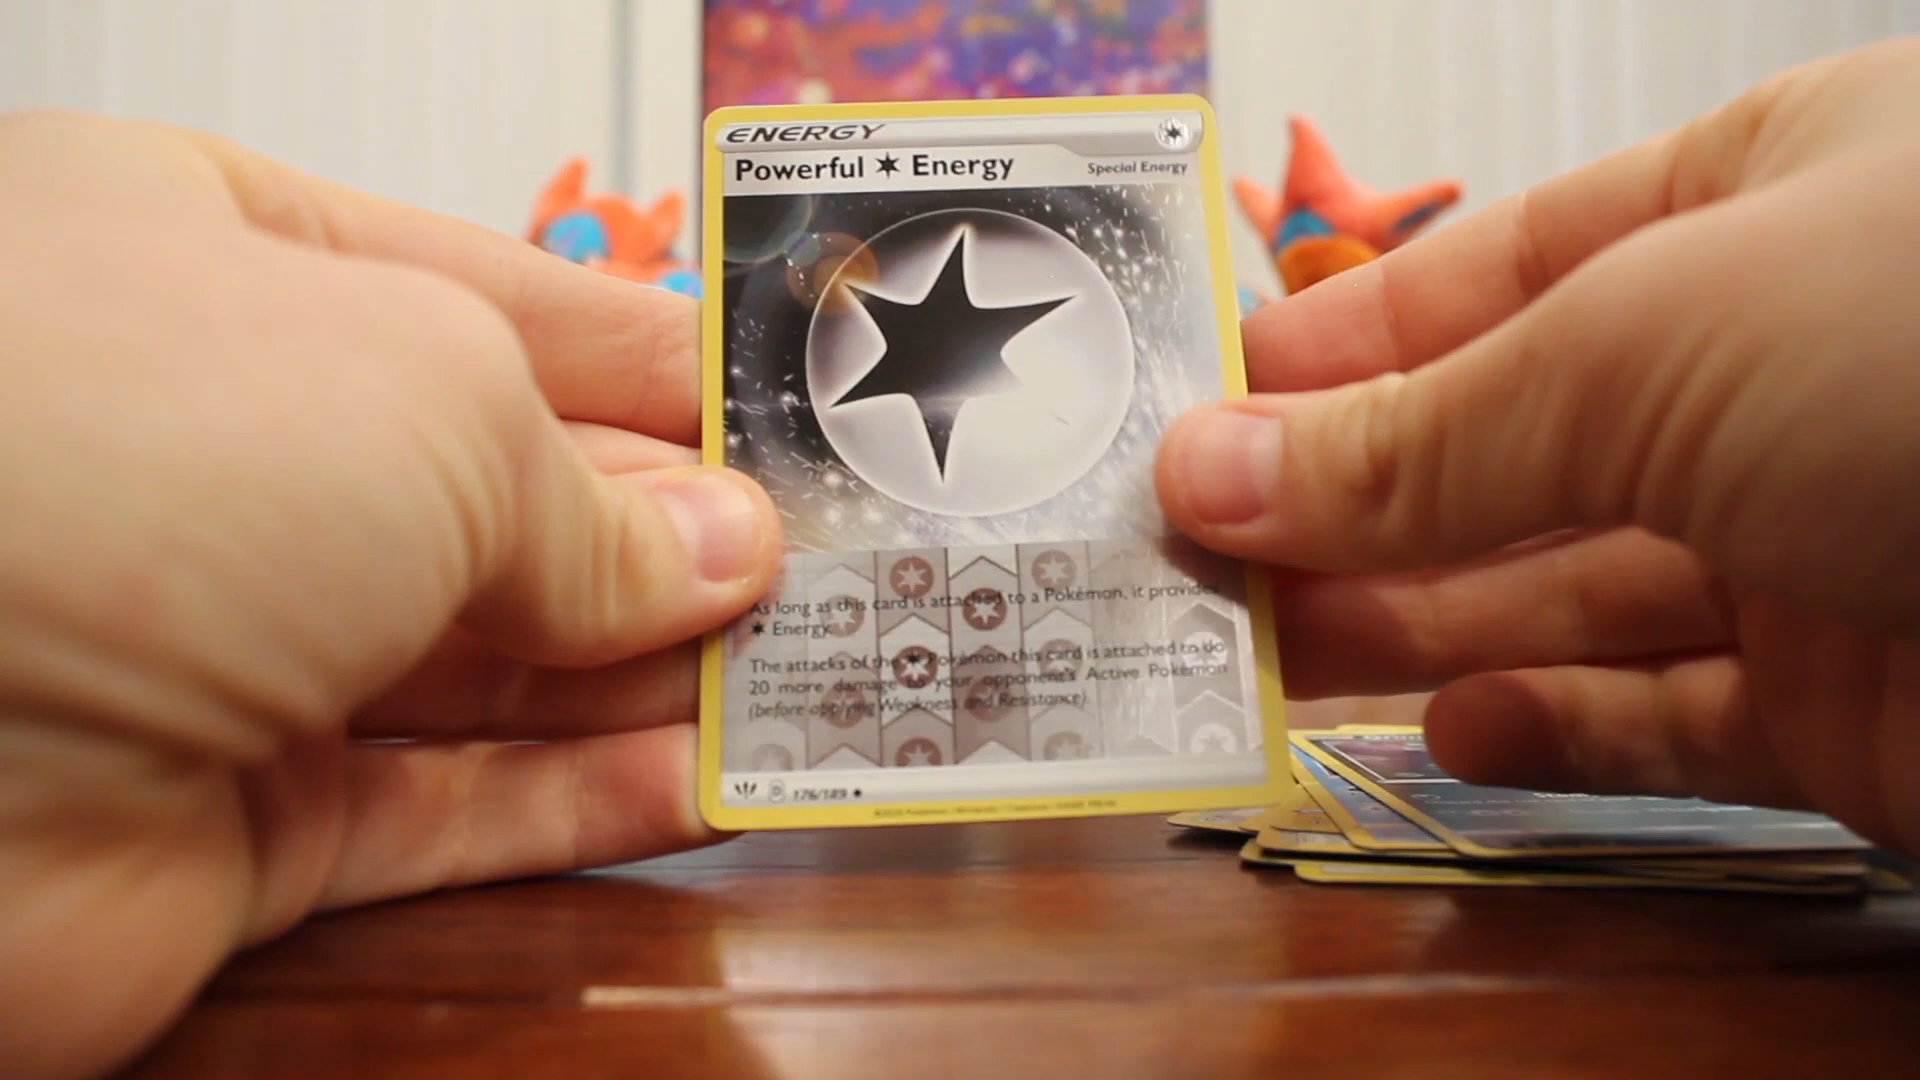 ENERGY
Powerful Energy
Special Energy
As long as this card is attached to a Pokémon, it provides
Energy.
The attacks of the Pokémon this card is attached to do
20 more damage to your opponent's Active Pokémon
(before applying Weakness and Resistance).
D 176/189